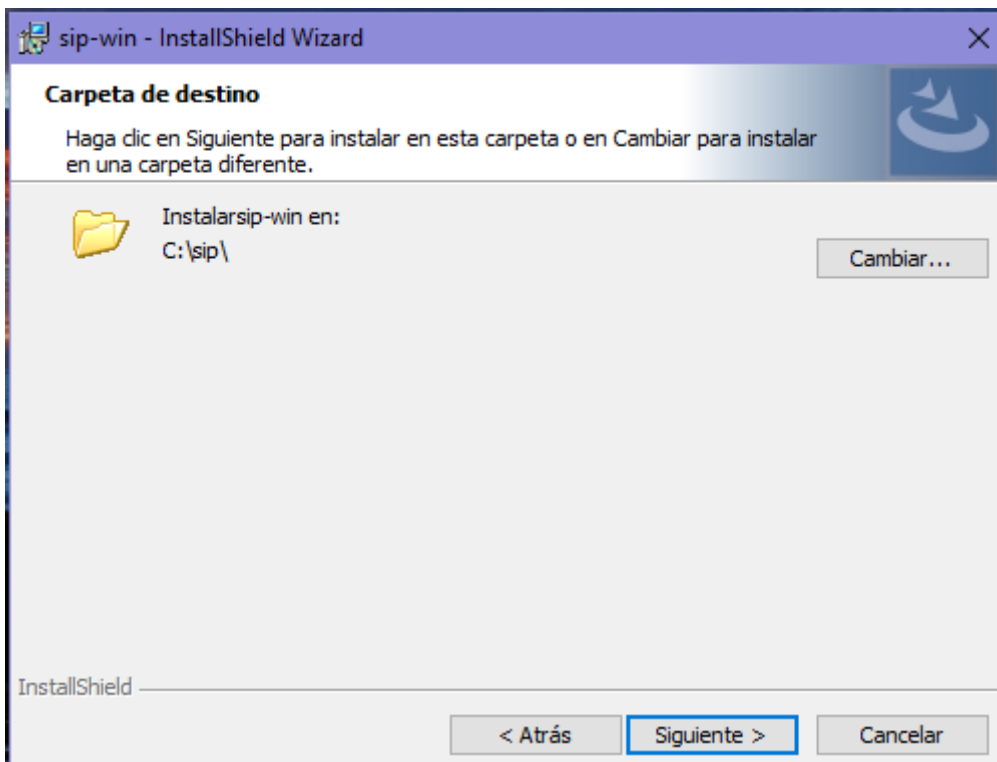 sip-win - InstallShield Wizard
Carpeta de destino
Haga clic en Siguiente para instalar en esta carpeta o en Cambiar para instalar
en una carpeta diferente.
Instalarsip-win en:
C:\sip\
Cambiar...
InstallShield
< Atrás
Siguiente >
Cancelar